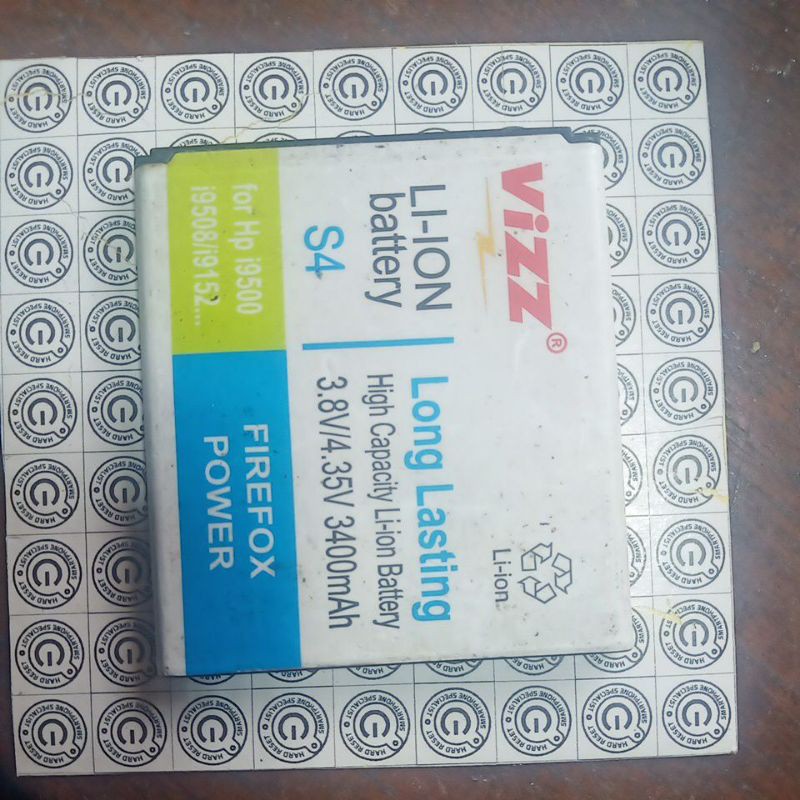 Vizz®
LI-ION
battery
S4
for Hp i9500
i9508/i9152...
Long Lasting
High Capacity Li-ion Battery
3.8V/4.35V 3400mAh
Li-ion
FIREFOX
POWER
SMARTPHONE SPECIALIST
HARD RESET